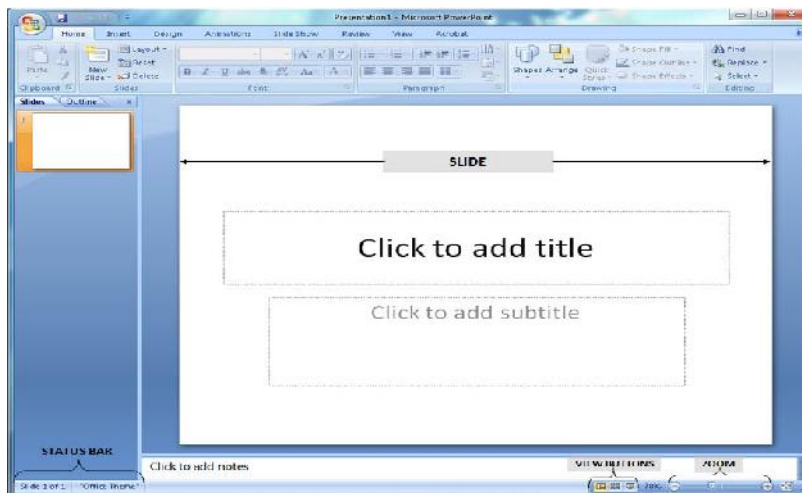 Presentation1 - Microsoft PowerPoint
Home Insert Design Animations Slide Show Review View Acrobat
Paste
New Slide
Layout
Reset
Delete
Shapes Arrange Quick Styles
Shape Fill
Shape Outline
Shape Effects
Find
Replace
Select
Clipboard Slides Font Paragraph Drawing Editing
Slides Outline
1
SLIDE
Click to add title
Click to add subtitle
STATUS BAR
Click to add notes
VIEW BUTTONS
ZOOM
Slide 1 of 1 "Office Theme"
70%